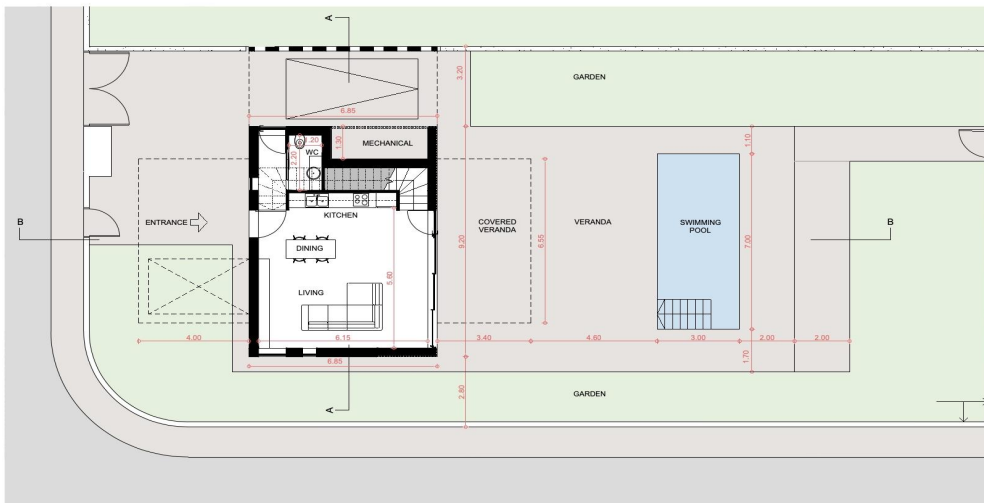 A
GARDEN
3.20
6.85
1.20
WC
2.20
1.30
MECHANICAL
1.10
B
ENTRANCE
KITCHEN
DINING
LIVING
5.60
COVERED
VERANDA
9.20
6.55
VERANDA
SWIMMING
POOL
7.00
B
4.00
6.15
3.40
4.60
3.00
2.00
2.00
6.85
1.70
2.80
GARDEN
A